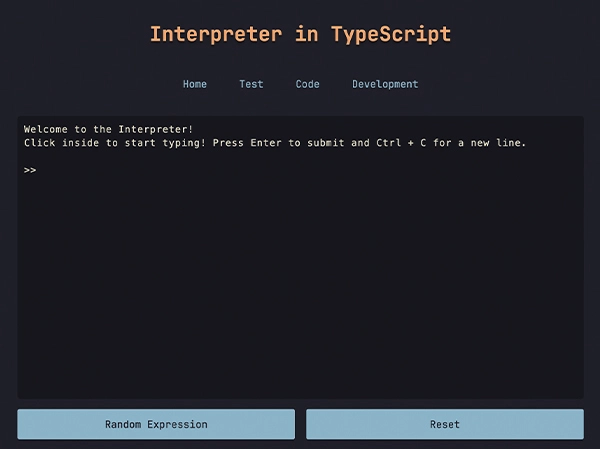 Interpreter in TypeScript
Home Test Code Development
Welcome to the Interpreter!
Click inside to start typing! Press Enter to submit and Ctrl + C for a new line.
>>
Random Expression Reset